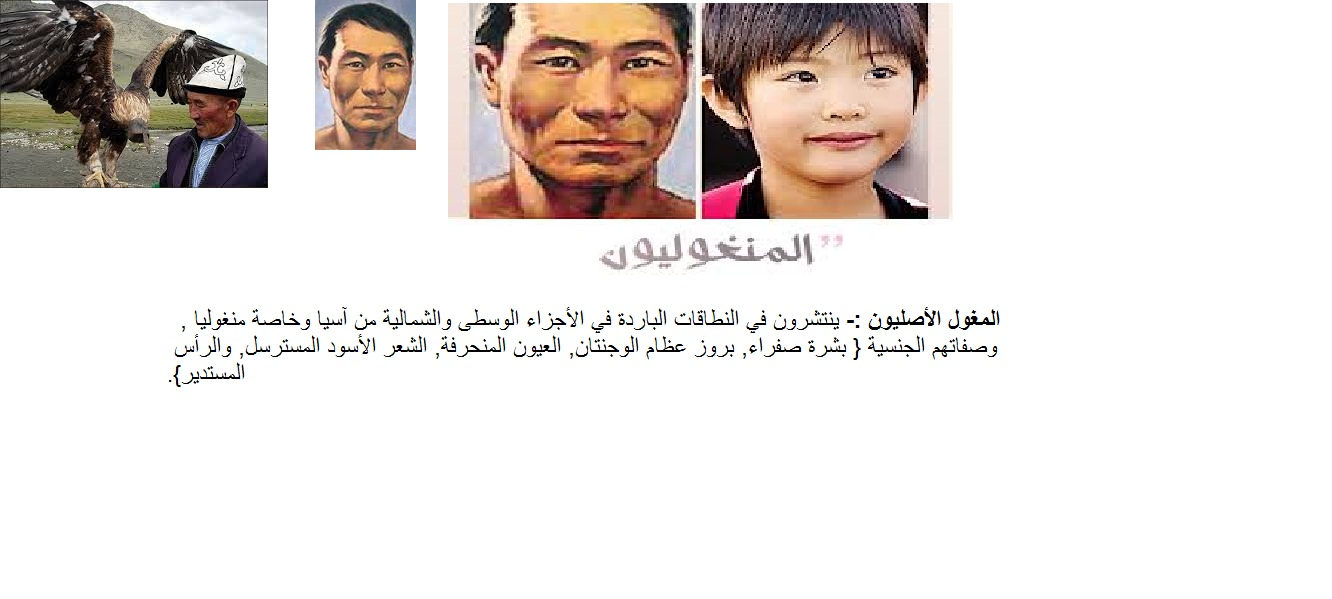 ”المنغوليون
المغول الأصليون :- ينتشرون في النطاقات الباردة في الأجزاء الوسطى والشمالية من آسيا وخاصة منغوليا ,
وصفاتهم الجنسية { بشرة صفراء, بروز عظام الوجنتان, العيون المنحرفة, الشعر الأسود المسترسل, والرأس
المستدير}.